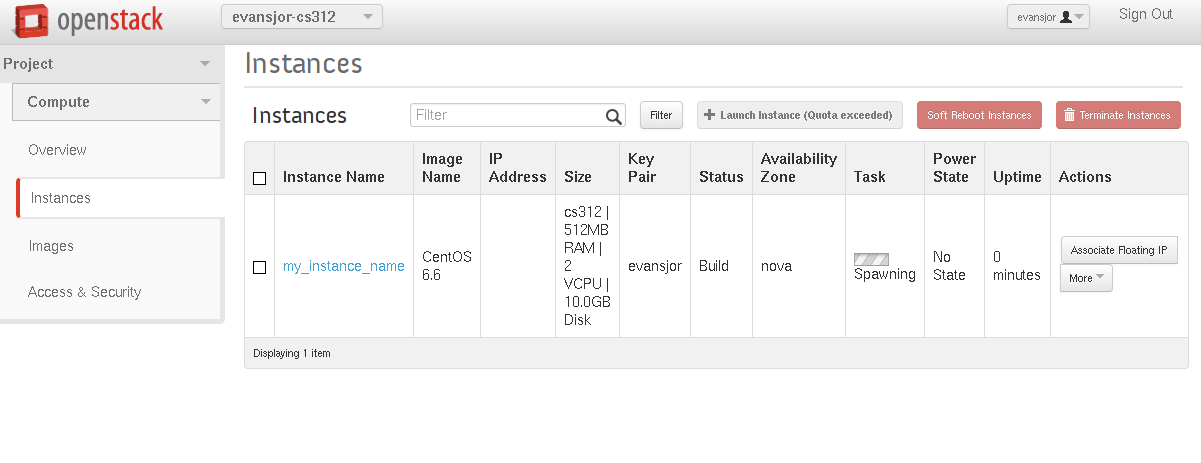 openstack
evansjor-cs312
evansjor
Sign Out
Project
Compute
Overview
Instances
Images
Access & Security
Instances
Instances
Filter
Filter
Launch Instance (Quota exceeded)
Soft Reboot Instances
Terminate Instances
Instance Name
Image
Name
IP
Address
Size
Key
Pair
Status
Availability
Zone
Task
Power
State
Uptime
Actions
my_instance_name
CentOS
6.6
cs312 |
512MB
RAM |
2
VCPU |
10.0GB
Disk
evansjor
Build
nova
Spawning
No
State
0
minutes
Associate Floating IP
More
Displaying 1 item